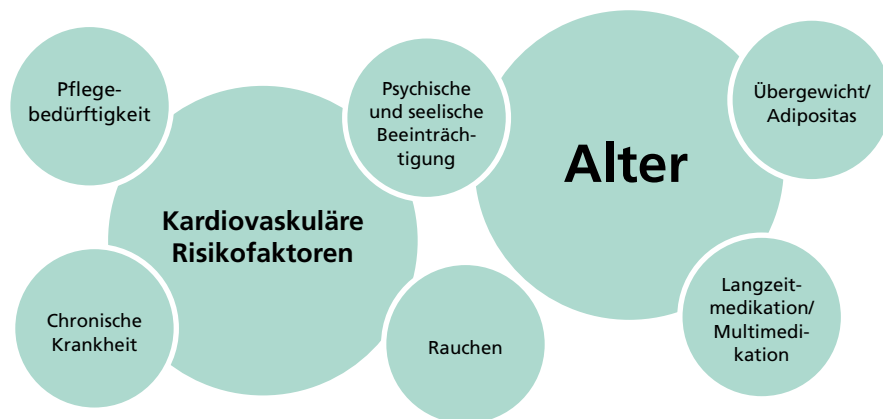 Pflege-
bedürftigkeit
Psychische
und seelische
Beeinträch-
tigung
Alter
Übergewicht/
Adipositas
Kardiovaskuläre
Risikofaktoren
Chronische
Krankheit
Rauchen
Langzeit-
medikation/
Multimedi-
kation